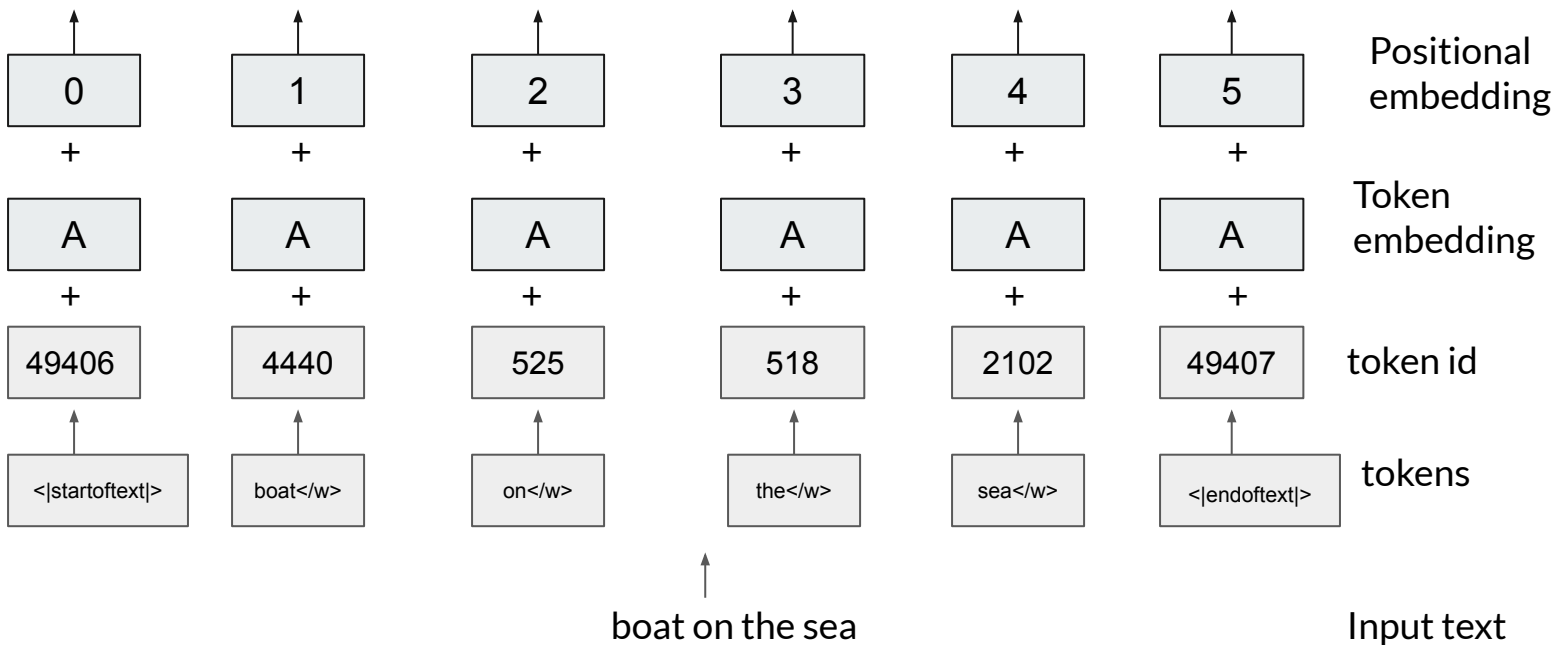 0 1 2 3 4 5 Positional
embedding
+ + + + + +
A A A A A A Token
embedding
+ + + + + +
49406 4440 525 518 2102 49407 token id
<|startoftext|> boat</w> on</w> the</w> sea</w> <|endoftext|> tokens
boat on the sea Input text